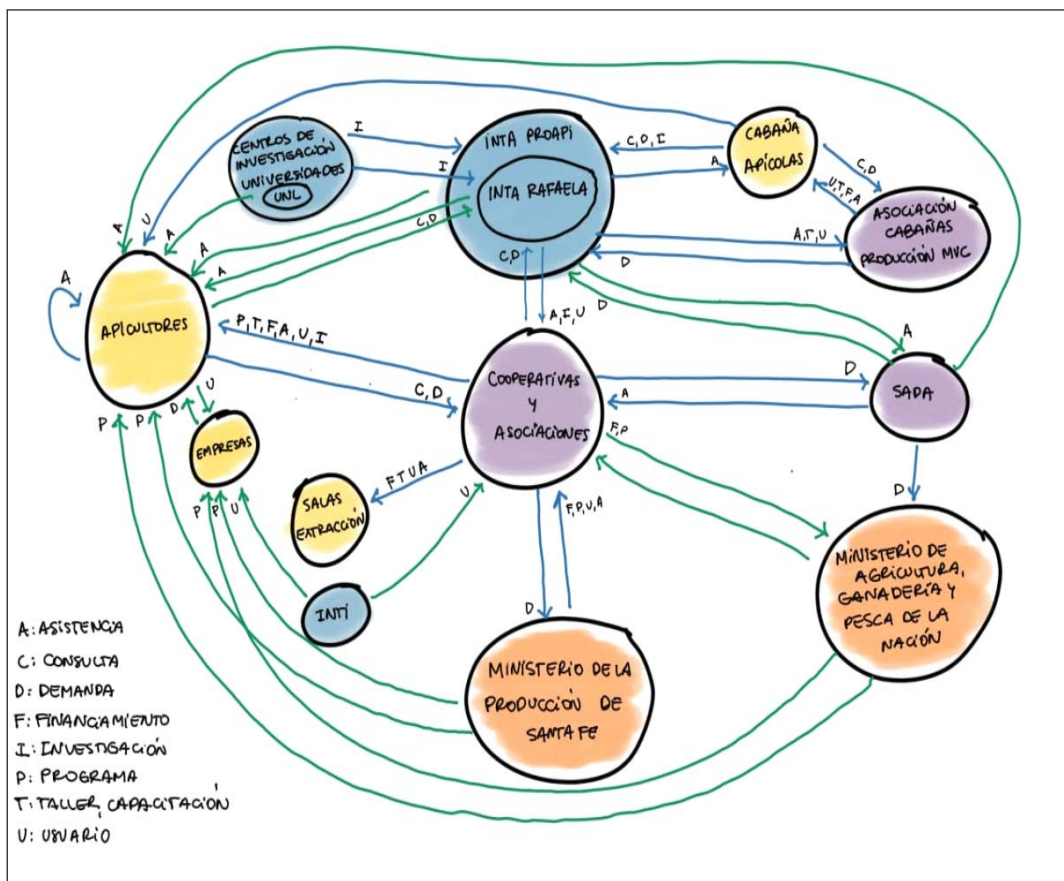 A
I
CENTROS DE
INVESTIGACIÓN
UNIVERSIDADES
UNL
I
INTA PROAPI
INTA RAFAELA
C, D, I
A
CABAÑA
APÍCOLAS
C, D
U,T,F,A
ASOCIACIÓN
CABAÑAS
PRODUCCIÓN MVC
A
U
A
A
A
C, D
A,T,U
D
C,D
A,I,U
D
A
A
APICULTORES
P,T,F,A,U,I
C, D
COOPERATIVAS
Y
ASOCIACIONES
D
A
SADA
U
D
P
P
EMPRESAS
F,P
F T U A
U
SALAS
EXTRACCIÓN
D
P
P
U
F,P,U,A
INTI
D
MINISTERIO DE
AGRICULTURA,
GANADERÍA Y
PESCA DE LA
NACIÓN
MINISTERIO DE LA
PRODUCCIÓN DE
SANTA FE
A: ASISTENCIA
C: CONSULTA
D: DEMANDA
F: FINANCIAMIENTO
I: INVESTIGACIÓN
P: PROGRAMA
T: TALLER, CAPACITACIÓN
U: USUARIO